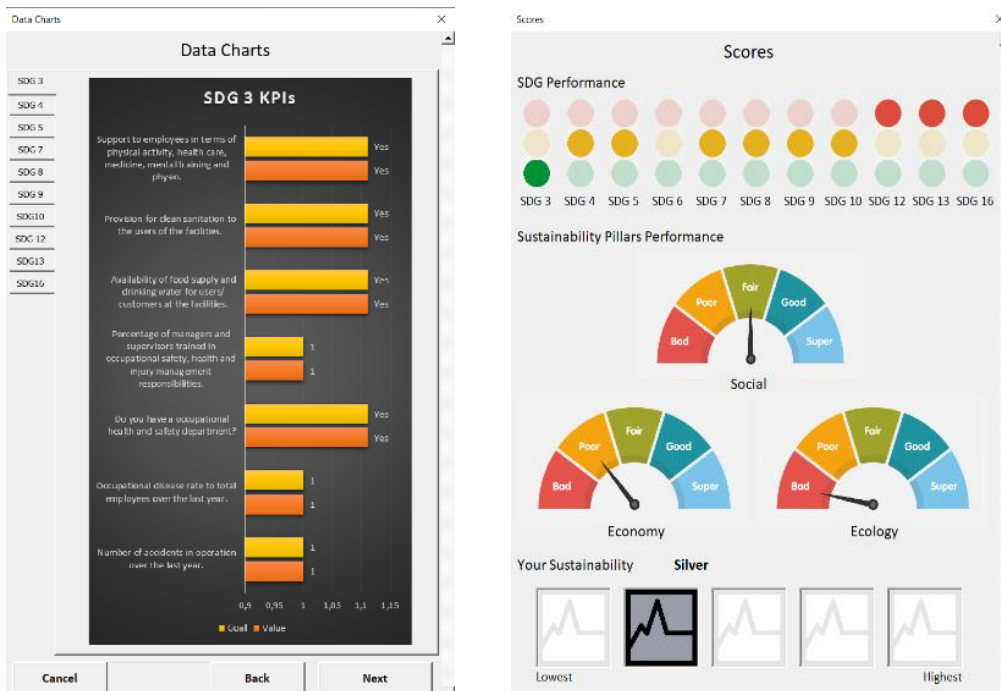 Data Charts
Data Charts
SDG 3
SDG 4
SDG 5
SDG 7
SDG 8
SDG 9
SDG10
SDG 12
SDG13
SDG16
SDG 3 KPIs
Support to employees in terms of
physical activity, health care,
medicine, mental training and
physio.
Yes
Yes
Provision for clean sanitation to
the users of the facilities.
Yes
Yes
Availability of food supply and
drinking water for users/
customers at the facilities.
Yes
Yes
Percentage of managers and
supervisors trained in
occupational safety, health and
injury management
responsibilities.
1
1
Do you have a occupational
health and safety department?
Yes
Yes
Occupational disease rate to total
employees over the last year.
1
1
Number of accidents in operation
over the last year.
1
1
0,9 0,95 1 1,05 1,1 1,15
Goal Value
Cancel Back Next
Scores
Scores
SDG Performance
SDG 3 SDG 4 SDG 5 SDG 6 SDG 7 SDG 8 SDG 9 SDG 10 SDG 12 SDG 13 SDG 16
Sustainability Pillars Performance
Bad Poor Fair Good Super
Social
Bad Poor Fair Good Super
Economy
Bad Poor Fair Good Super
Ecology
Your Sustainability Silver
Lowest Highest